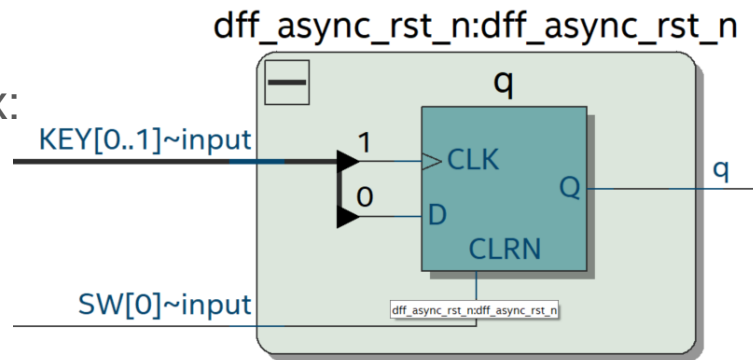 dff_async_rst_n:dff_async_rst_n
q
x:
KEY[0..1]~input
1
CLK
0
D
Q
q
CLRN
SW[0]~input
dff_async_rst_n:dff_async_rst_n